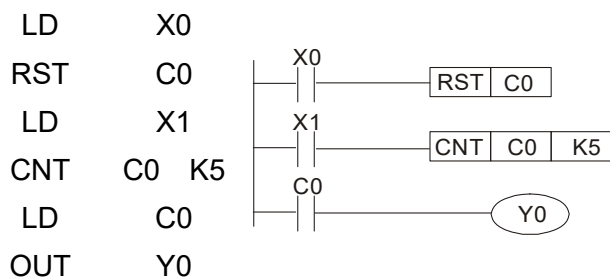 LD X0
RST C0
LD X1
CNT C0 K5
LD C0
OUT Y0
X0
RST C0
X1
CNT C0 K5
C0
Y0